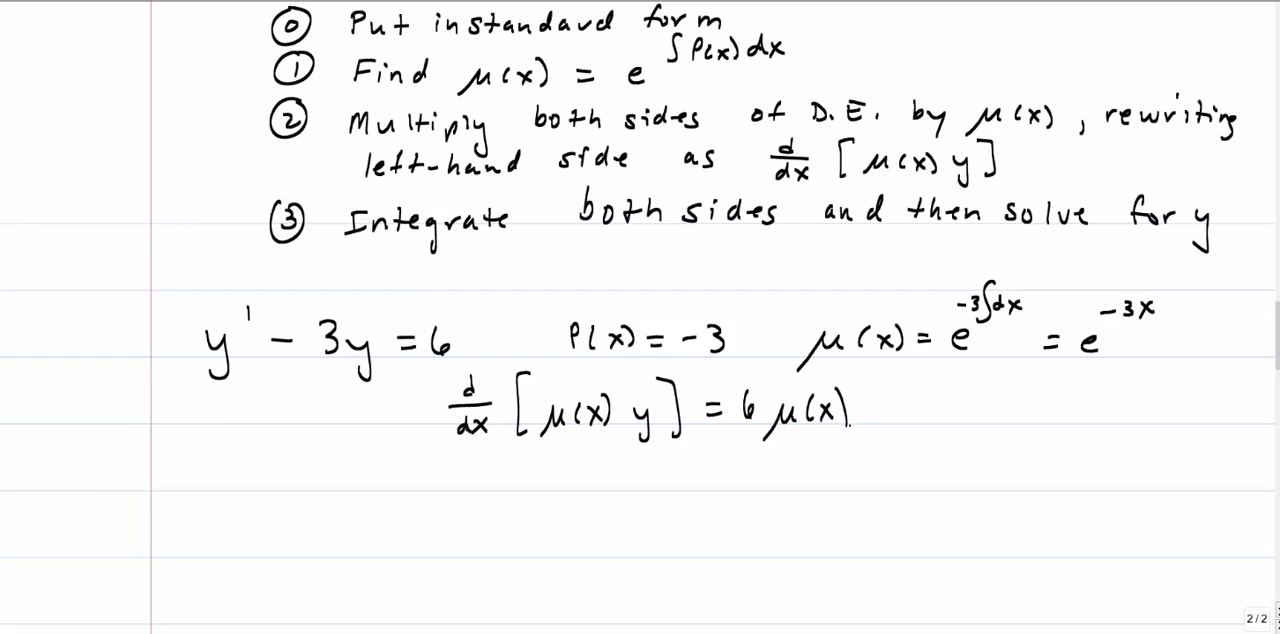 ⓪ Put in standard form
① Find μ(x) = e^{∫P(x)dx}
② Multiply both sides of D.E. by μ(x), rewriting
left-hand side as d/dx [μ(x) y]
③ Integrate both sides and then solve for y
y' - 3y = 6 P(x) = -3 μ(x) = e^{-3∫dx} = e^{-3x}
d/dx [μ(x) y] = 6 μ(x)
2/2